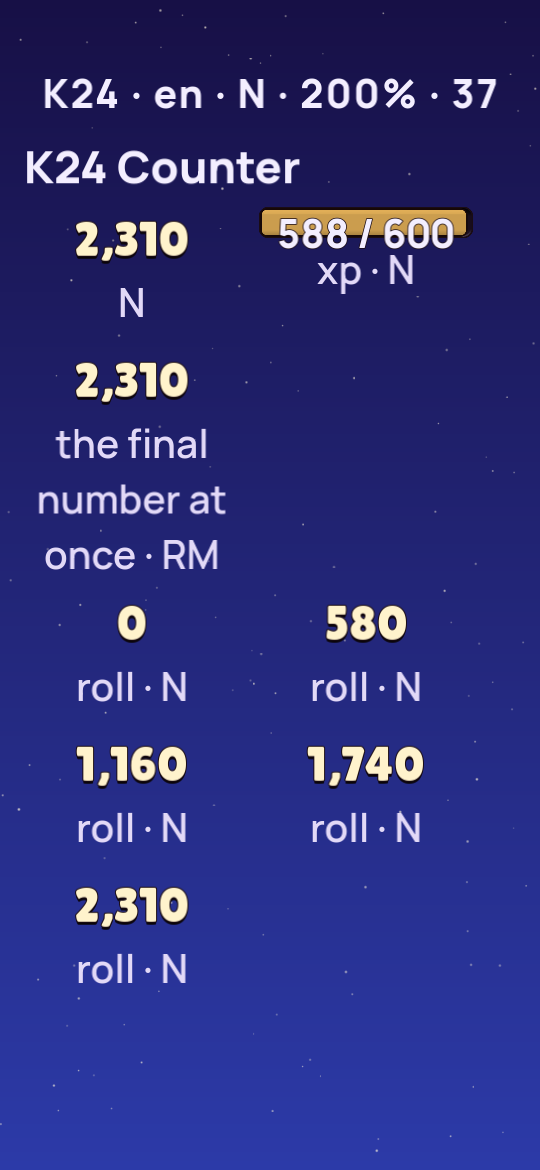 K24 · en · N · 200% · 37
K24 Counter
2,310
588 / 600
xp · N
N
2,310
the final
number at
once · RM
0
580
roll · N
roll · N
1,160
1,740
roll · N
roll · N
2,310
roll · N